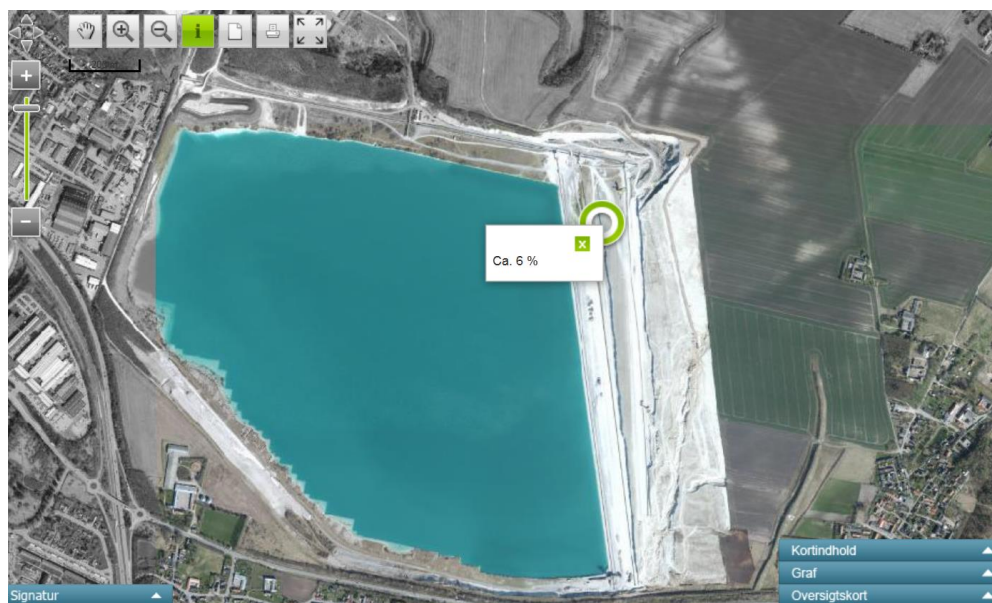 i
+
−
x
Ca. 6 %
Kortindhold
Graf
Signatur
Oversigtskort